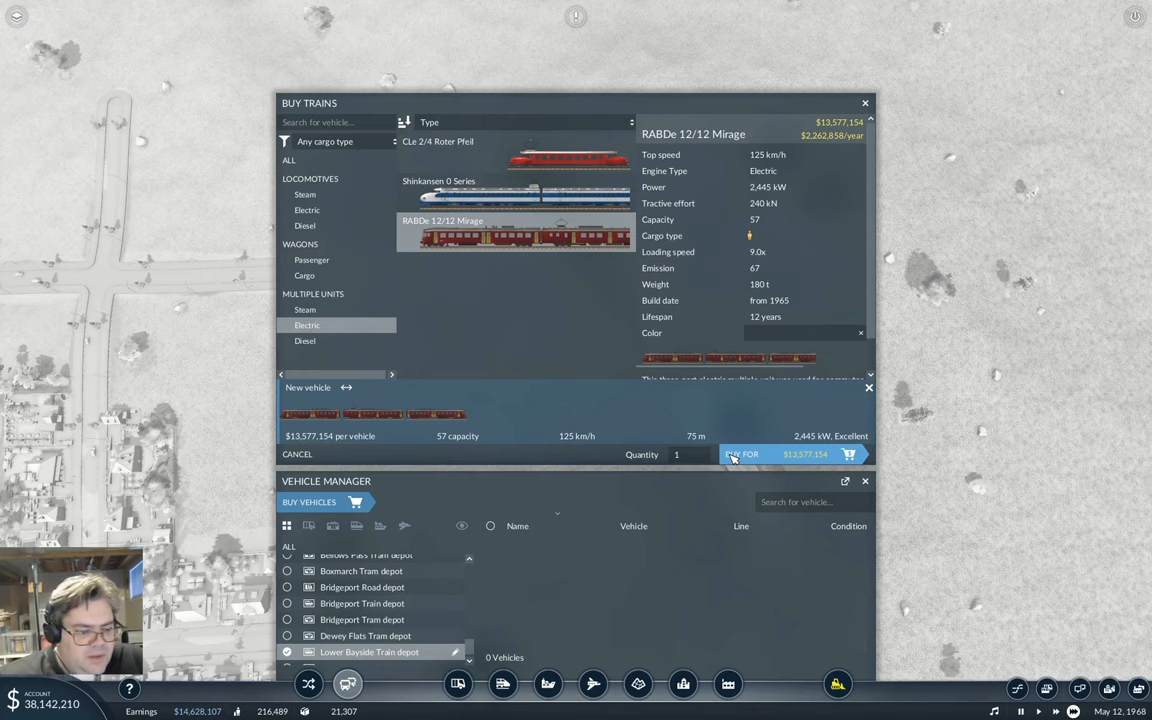 BUY TRAINS
Search for vehicle...
Type
Any cargo type
ALL
LOCOMOTIVES
Steam
Electric
Diesel
WAGONS
Passenger
Cargo
MULTIPLE UNITS
Steam
Electric
Diesel
CLe 2/4 Roter Pfeil
Shinkansen 0 Series
RABDe 12/12 Mirage
$13,577,154
RABDe 12/12 Mirage
$2,262,858/year
Top speed 125 km/h
Engine Type Electric
Power 2,445 kW
Tractive effort 240 kN
Capacity 57
Cargo type
Loading speed 9.0x
Emission 67
Weight 180 t
Build date from 1965
Lifespan 12 years
Color
New vehicle
$13,577,154 per vehicle 57 capacity 125 km/h 75 m 2,445 kW, Excellent
CANCEL Quantity 1 BUY FOR $13,577,154
VEHICLE MANAGER
BUY VEHICLES
Search for vehicle...
Name Vehicle Line Condition
ALL
Bellows Pass Tram depot
Boxmarch Tram depot
Bridgeport Road depot
Bridgeport Train depot
Bridgeport Tram depot
Dewey Flats Tram depot
Lower Bayside Train depot
0 Vehicles
$ ACCOUNT
38,142,210
?
Earnings $14,628,107 216,489 21,307
May 12, 1968